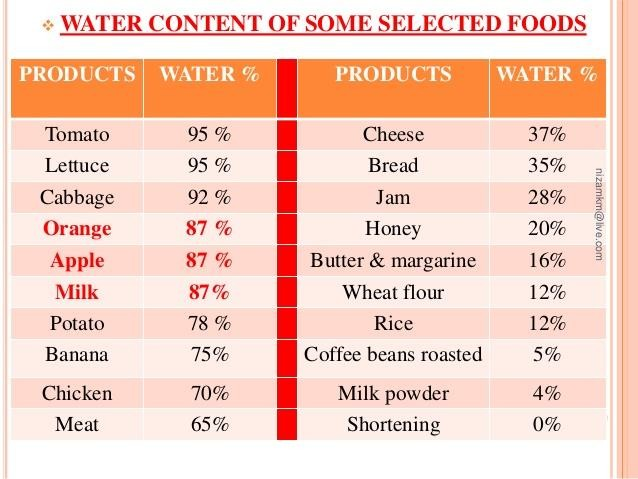 ❖ WATER CONTENT OF SOME SELECTED FOODS
PRODUCTS WATER % PRODUCTS WATER %
Tomato 95 % Cheese 37%
Lettuce 95 % Bread 35%
Cabbage 92 % Jam 28%
Orange 87 % Honey 20%
Apple 87 % Butter & margarine 16%
Milk 87% Wheat flour 12%
Potato 78 % Rice 12%
Banana 75% Coffee beans roasted 5%
Chicken 70% Milk powder 4%
Meat 65% Shortening 0%
nizamkm@live.com